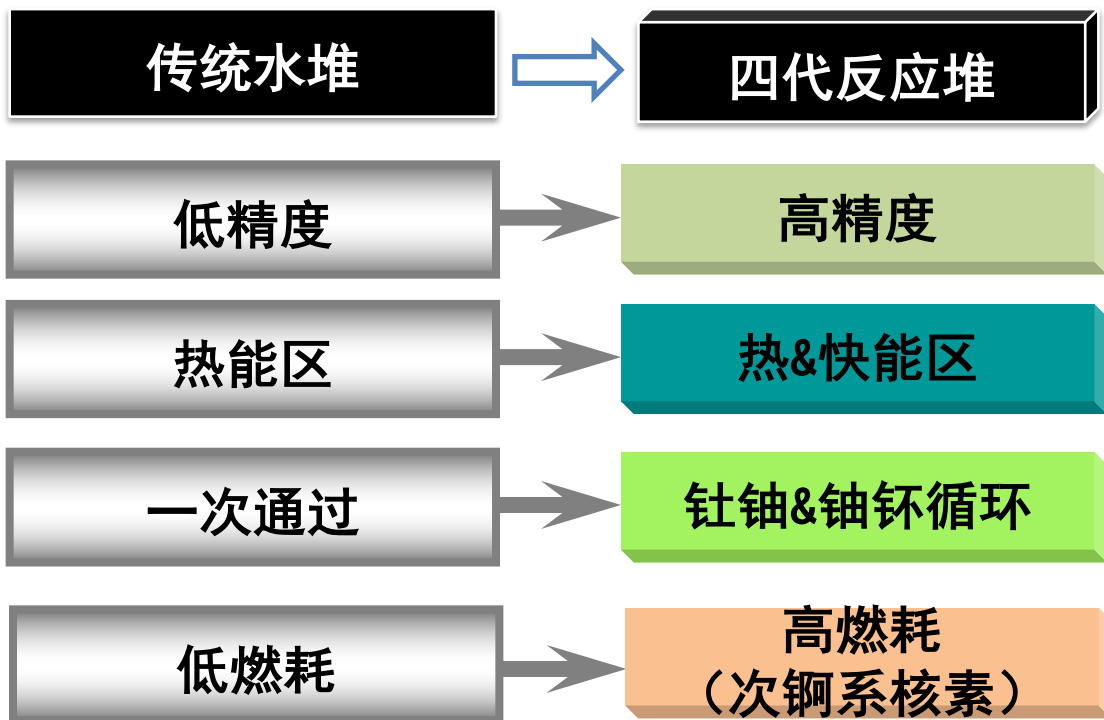 传统水堆
四代反应堆
低精度
高精度
热能区
热&快能区
一次通过
钍铀&铀钚循环
低燃耗
高燃耗
（次锕系核素）